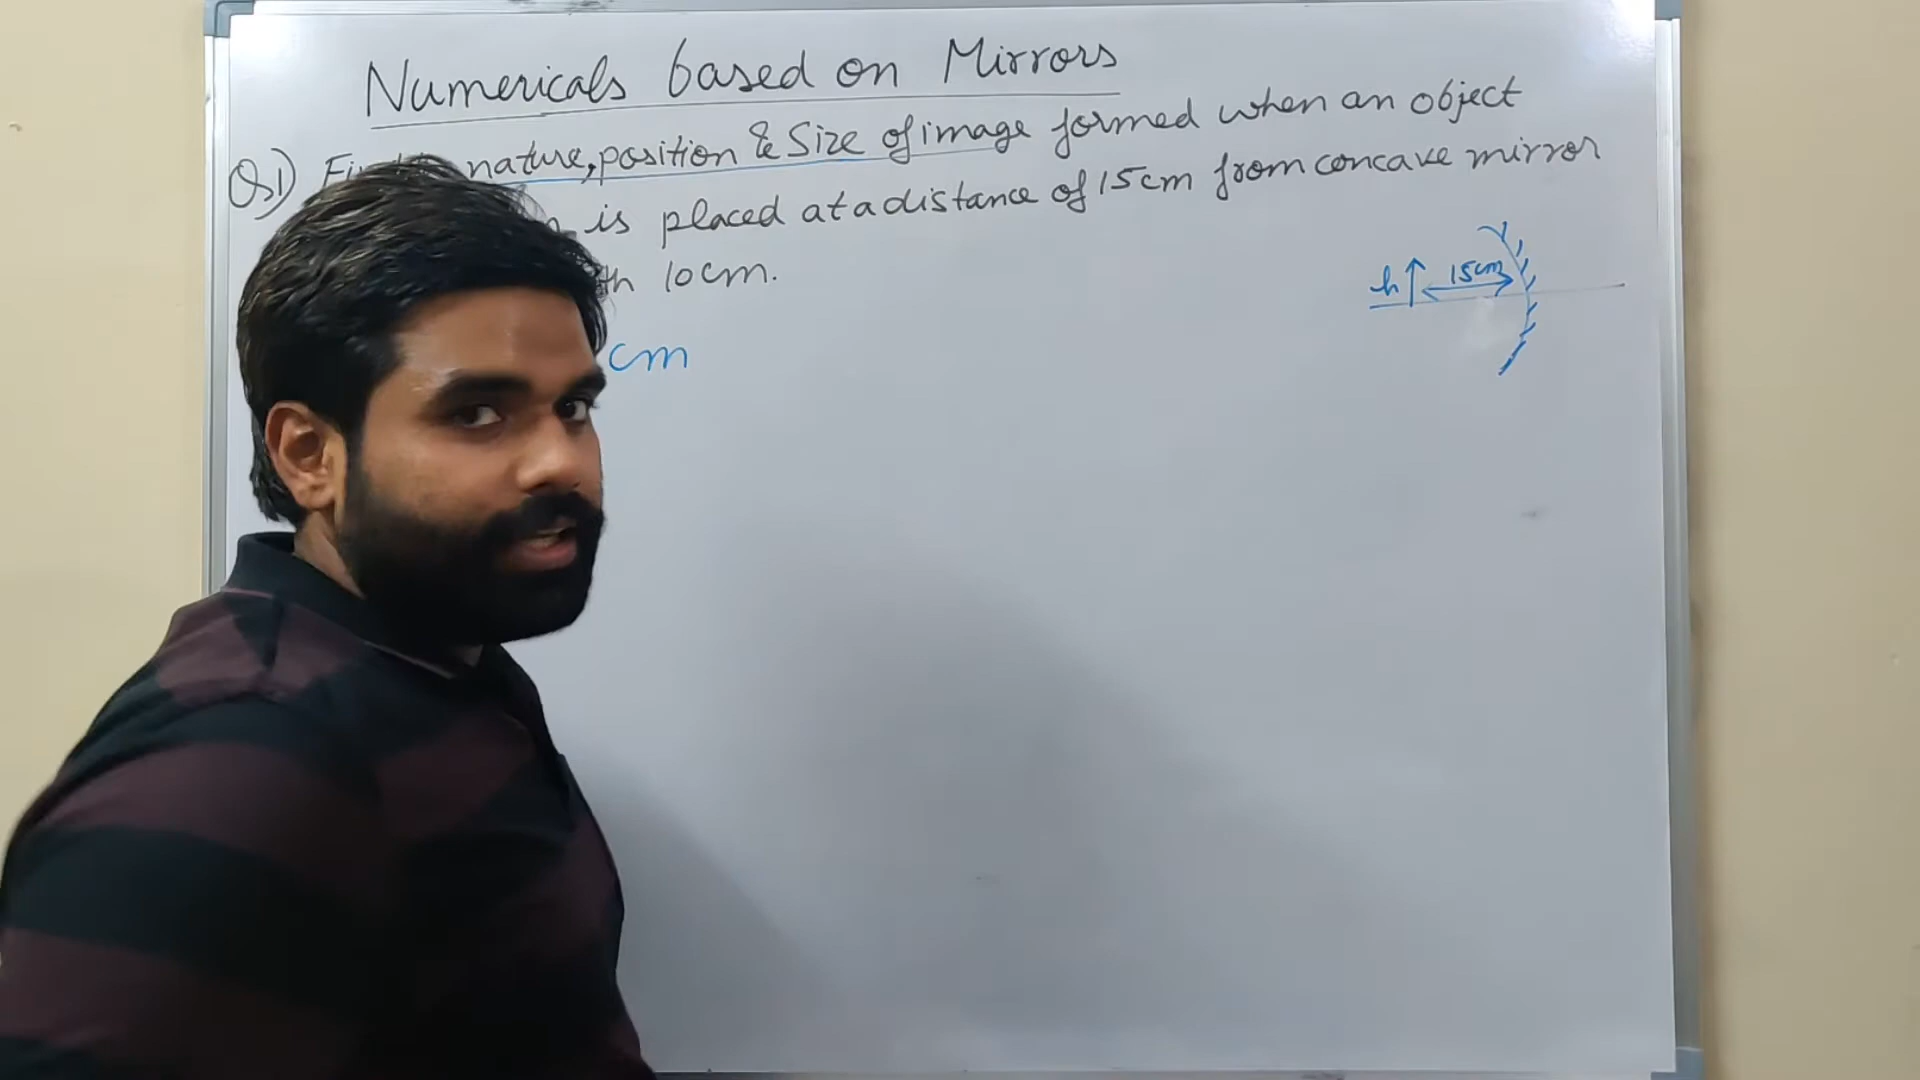 Numericals based on Mirrors
Q1) nature, position & Size of image formed when an object
is placed at a distance of 15cm from concave mirror
10cm.
cm
h 15cm